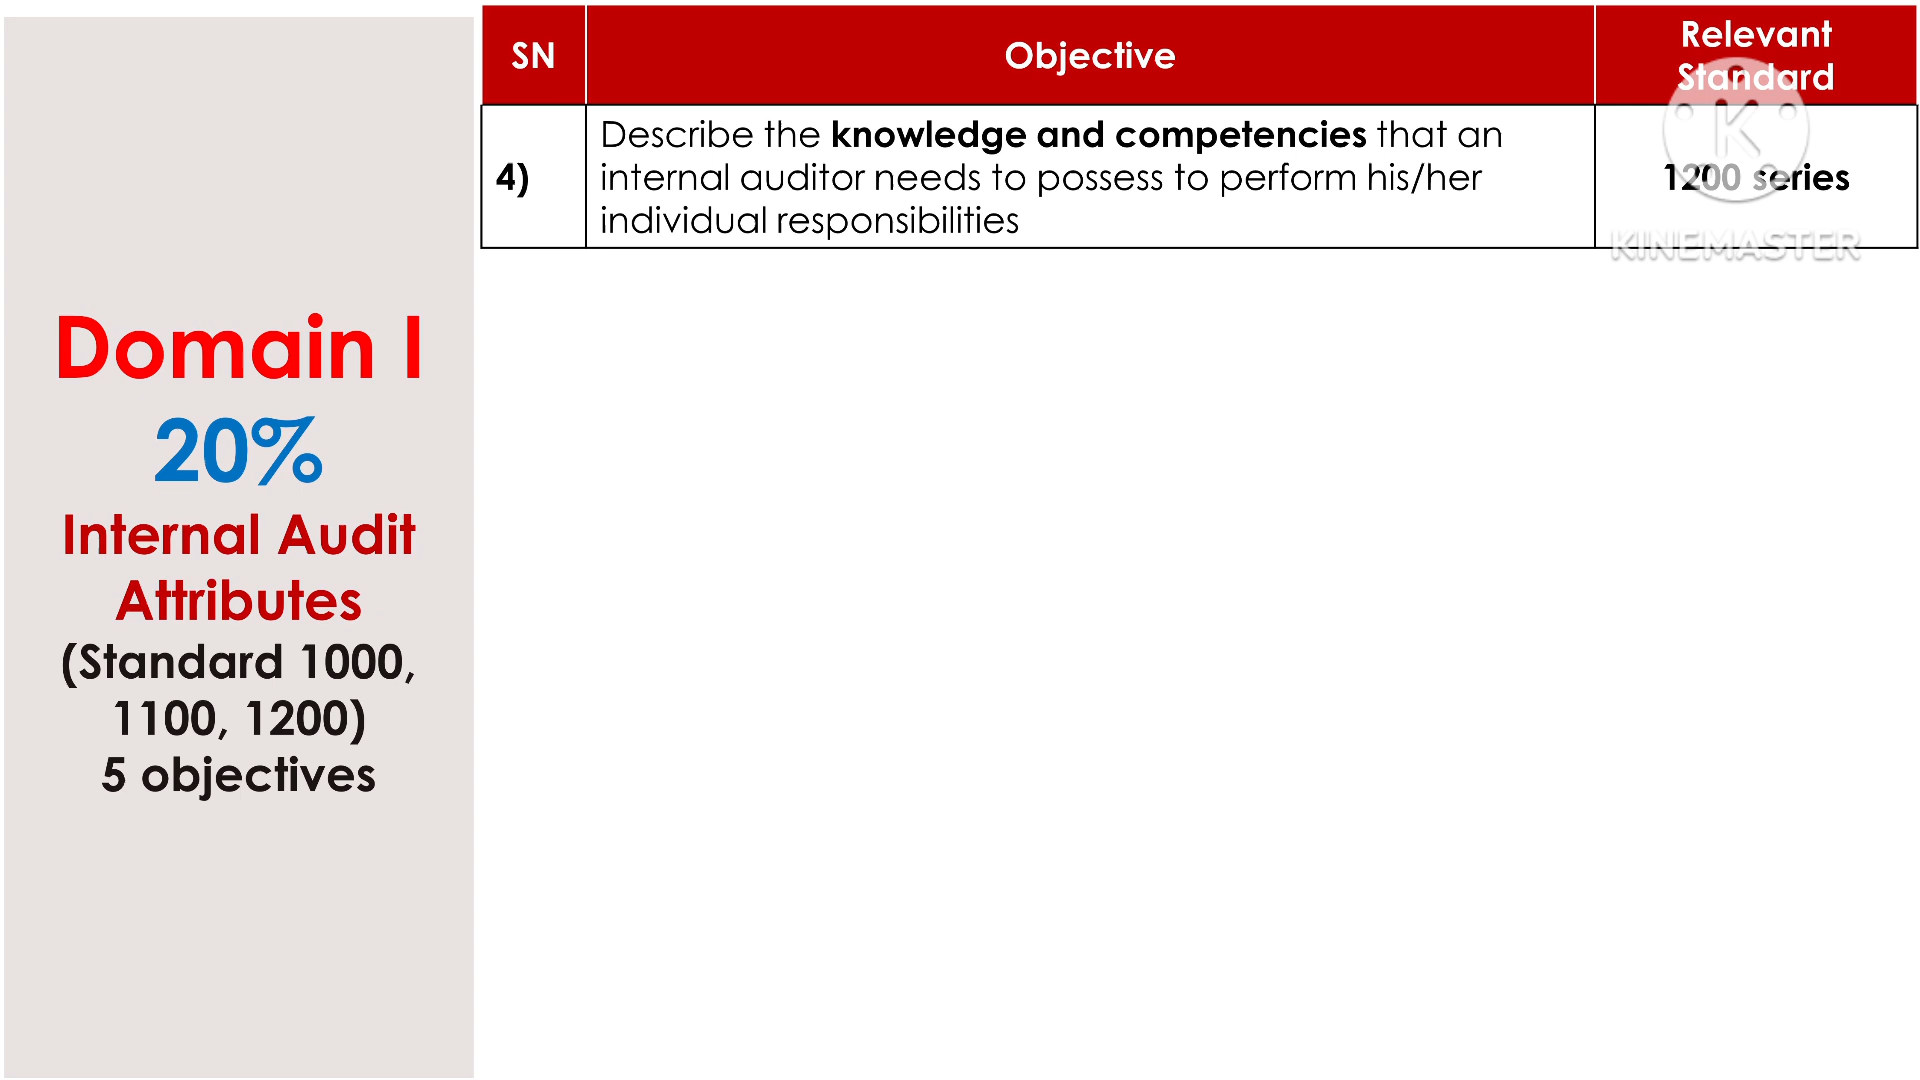 Domain I
20%
Internal Audit
Attributes
(Standard 1000,
1100, 1200)
5 objectives
SN
Objective
Relevant
Standard
4)
Describe the knowledge and competencies that an
internal auditor needs to possess to perform his/her
individual responsibilities
1200 series
K
KINEMASTER